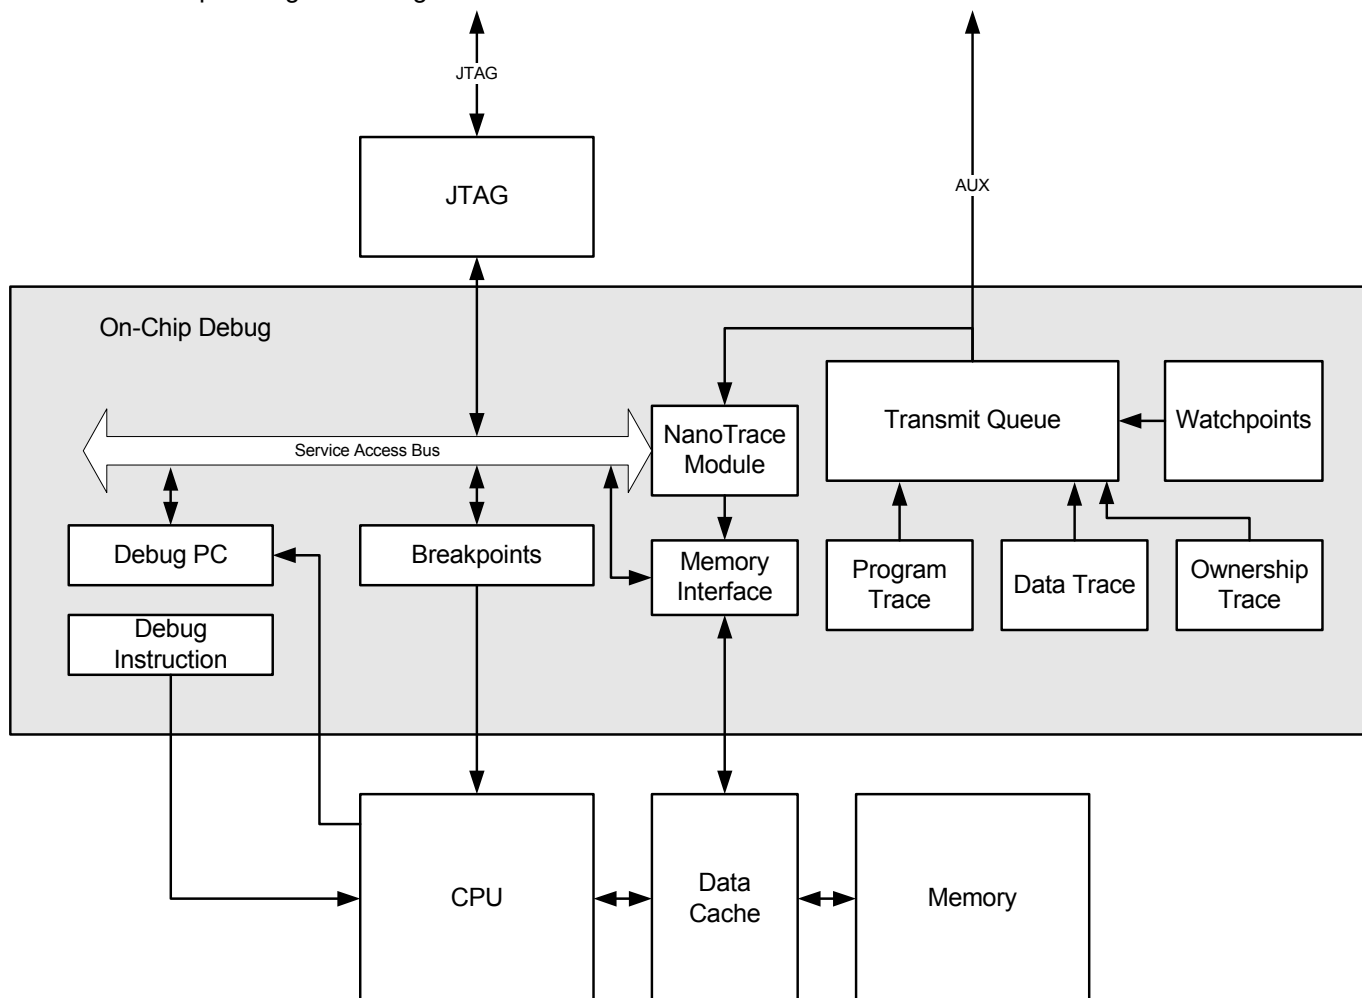 JTAG
JTAG
AUX
On-Chip Debug
Service Access Bus
NanoTrace
Module
Transmit Queue
Watchpoints
Debug PC
Breakpoints
Memory
Interface
Program
Trace
Data Trace
Ownership
Trace
Debug
Instruction
CPU
Data
Cache
Memory